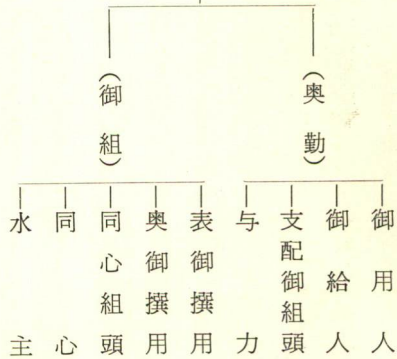 (奥勤)
御用人
御給人
支配御組頭
与力
(御組)
表御撰用
奥御撰用
同心組頭
同心
水主